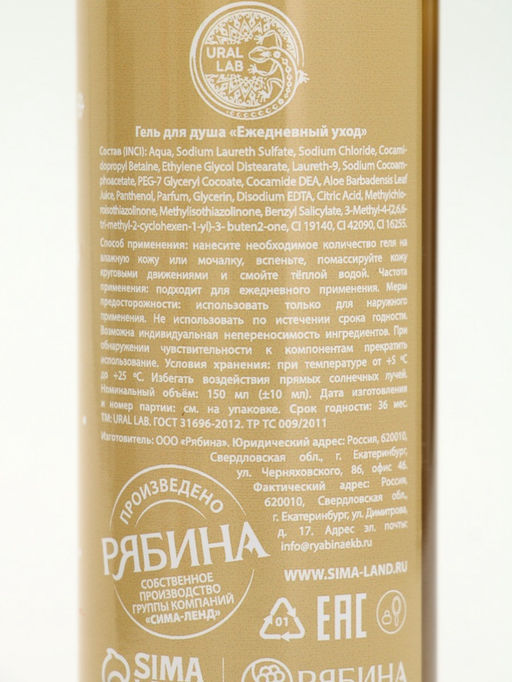 URAL
LAB
Гель для душа «Ежедневный уход»
Состав (INCI): Aqua, Sodium Laureth Sulfate, Sodium Chloride, Cocami-
dopropyl Betaine, Ethylene Glycol Distearate, Laureth-9, Sodium Cocoam-
phoacetate, PEG-7 Glyceryl Cocoate, Cocamide DEA, Aloe Barbadensis Leaf
Juice, Panthenol, Parfum, Glycerin, Disodium EDTA, Citric Acid, Methylchlo-
roisothiazolinone, Methylisothiazolinone, Benzyl Salicylate, 3-Methyl-4-(2,6,6-
tri-methyl-2-cyclohexen-1-yl)-3- buten2-one, CI 19140, CI 42090, CI 16255.
Способ применения: нанесите необходимое количество геля на
влажную кожу или мочалку, вспеньте, помассируйте кожу
круговыми движениями и смойте тёплой водой. Частота
применения: подходит для ежедневного применения. Меры
предосторожности: использовать только для наружного
применения. Не использовать по истечении срока годности.
Возможна индивидуальная непереносимость ингредиентов. При
обнаружении чувствительности к компонентам прекратить
использование. Условия хранения: при температуре от +5 °С
до +25 °С. Избегать воздействия прямых солнечных лучей.
Номинальный объём: 150 мл (±10 мл). Дата изготовления
и номер партии: см. на упаковке. Срок годности: 36 мес.
ТМ: URAL LAB. ГОСТ 31696-2012. ТР ТС 009/2011
Изготовитель: ООО «Рябина». Юридический адрес: Россия, 620010,
Свердловская обл., г. Екатеринбург,
ул. Черняховского, 86, офис 46.
Фактический адрес: Россия,
620010, Свердловская обл.,
г. Екатеринбург, ул. Димитрова,
д. 17. Адрес эл. почты:
info@ryabinaekb.ru
ПРОИЗВЕДЕНО
РЯБИНА
СОБСТВЕННОЕ
ПРОИЗВОДСТВО
ГРУППЫ КОМПАНИЙ
«СИМА-ЛЕНД»
WWW.SIMA-LAND.RU
01
EAC
SIMA
РЯБИНА